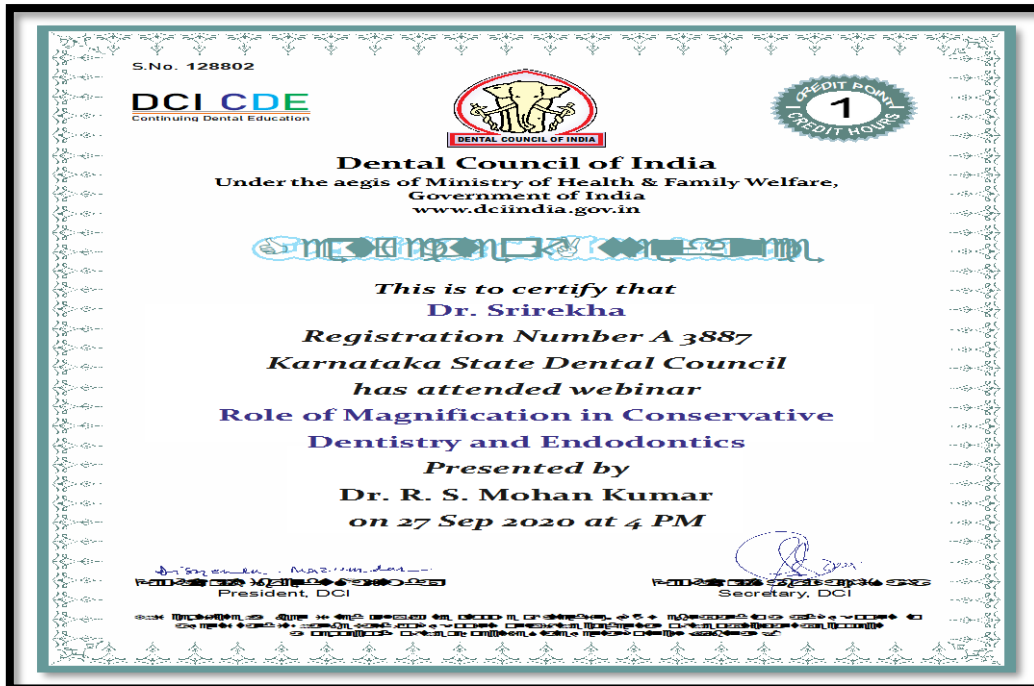 S.No. 128802
DCI CDE
Continuing Dental Education
DENTAL COUNCIL OF INDIA
CREDIT POINT
1
CREDIT HOURS
Dental Council of India
Under the aegis of Ministry of Health & Family Welfare,
Government of India
www.dciindia.gov.in
This is to certify that
Dr. Srirekha
Registration Number A 3887
Karnataka State Dental Council
has attended webinar
Role of Magnification in Conservative
Dentistry and Endodontics
Presented by
Dr. R. S. Mohan Kumar
on 27 Sep 2020 at 4 PM
President, DCI
Secretary, DCI